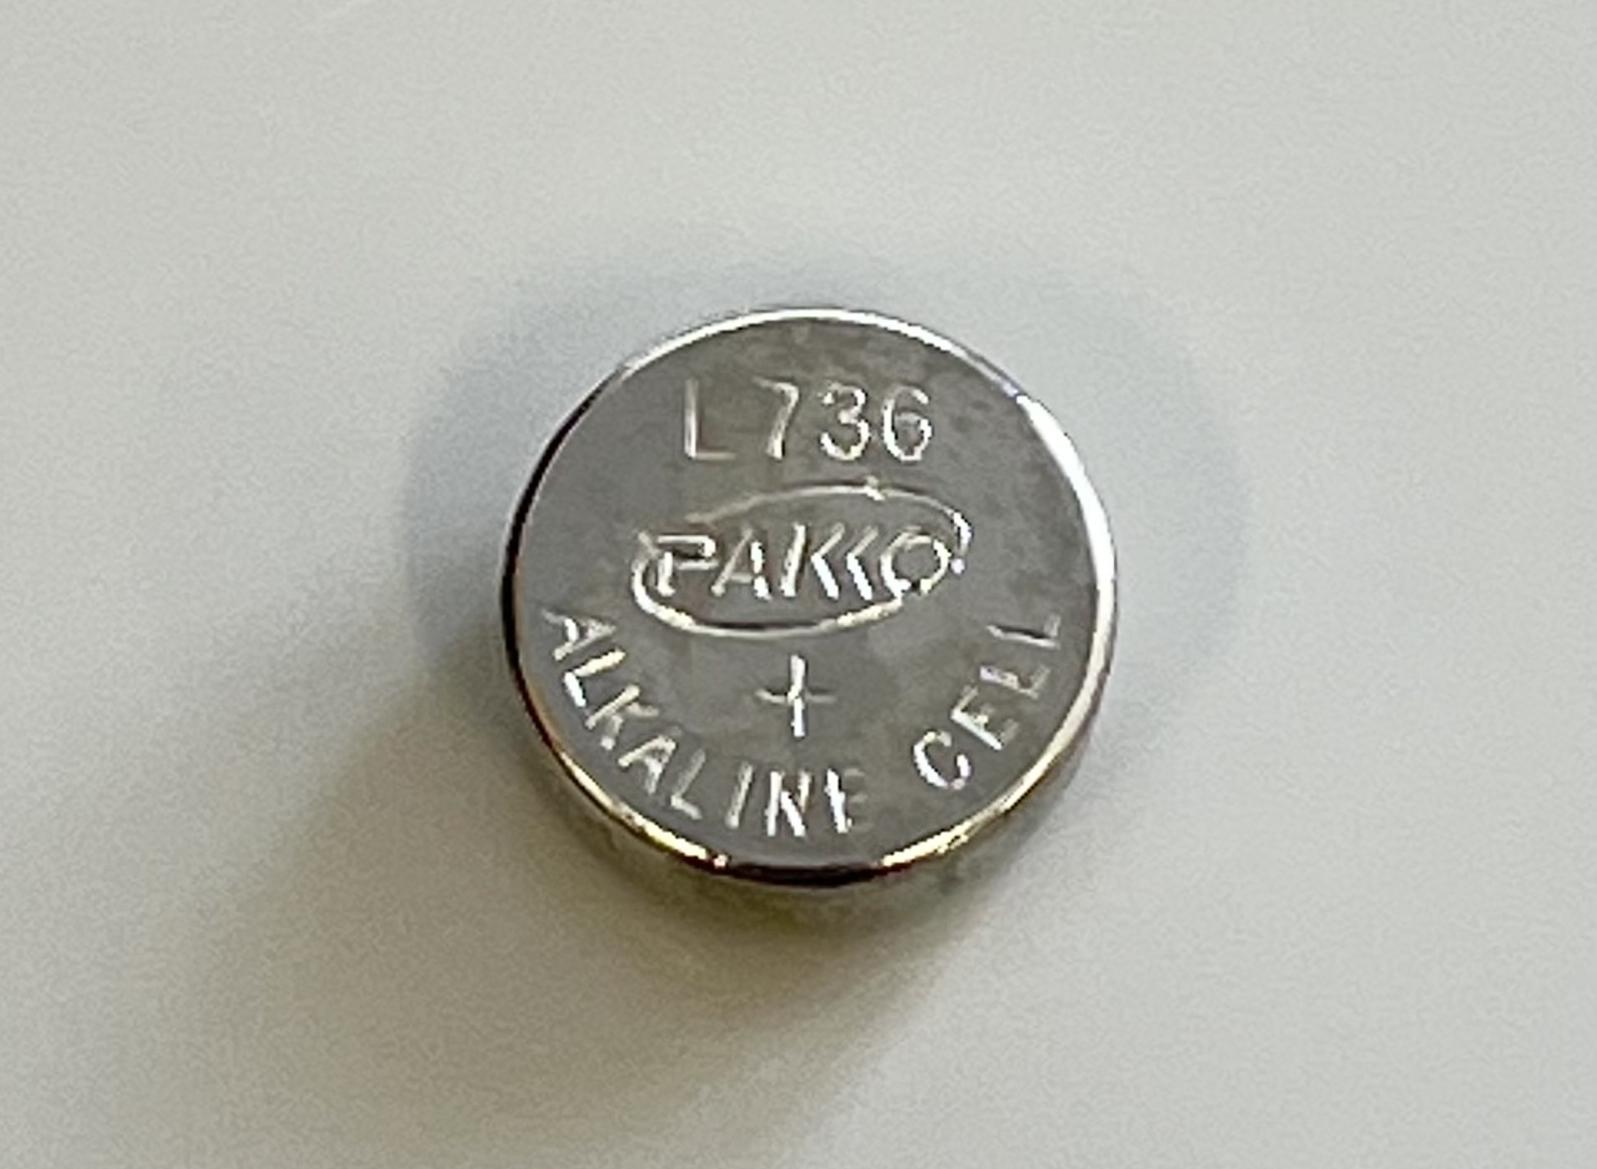 L736
PAKKO
+
ALKALINE CELL